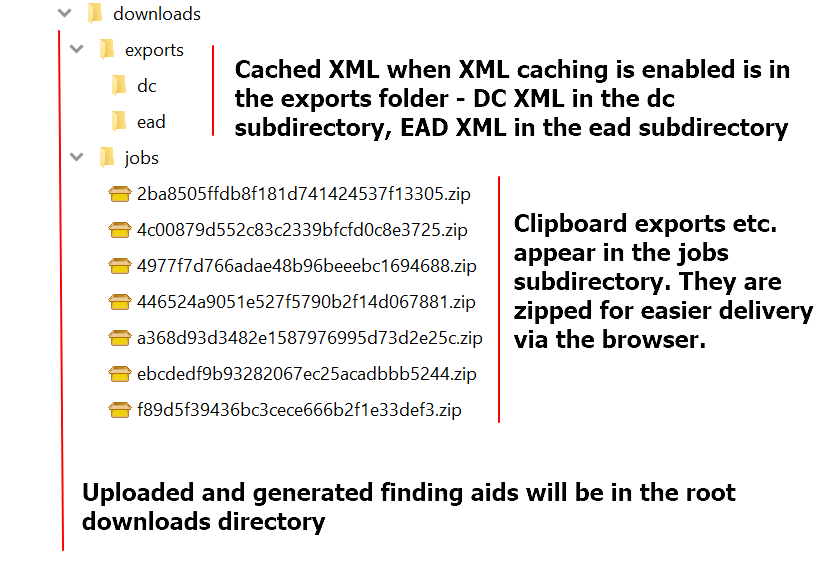 downloads
exports
dc
ead
Cached XML when XML caching is enabled is in
the exports folder - DC XML in the dc
subdirectory, EAD XML in the ead subdirectory
jobs
2ba8505ffdb8f181d741424537f13305.zip
4c00879d552c83c2339bfcfd0c8e3725.zip
4977f7d766adae48b96beeebc1694688.zip
446524a9051e527f5790b2f14d067881.zip
a368d93d3482e1587976995d73d2e25c.zip
ebcdedf9b93282067ec25acadbbb5244.zip
f89d5f39436bc3cece666b2f1e33def3.zip
Clipboard exports etc.
appear in the jobs
subdirectory. They are
zipped for easier delivery
via the browser.
Uploaded and generated finding aids will be in the root
downloads directory